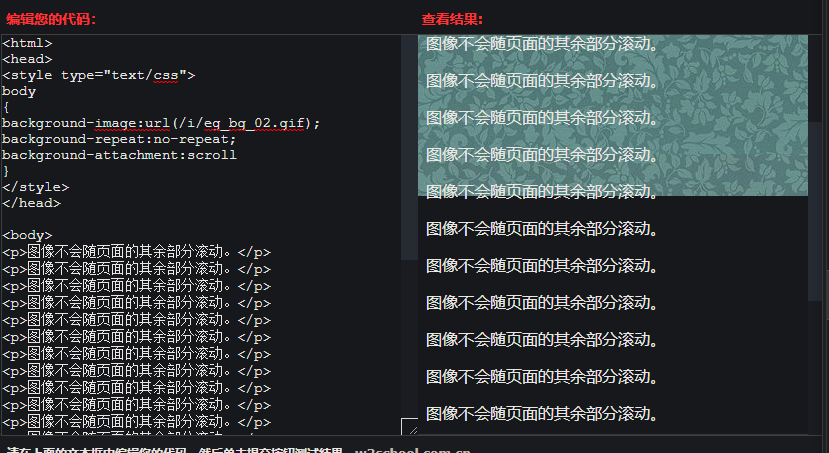 编辑您的代码：
<html>
<head>
<style type="text/css">
body
{
background-image:url(/i/eg_bg_02.gif);
background-repeat:no-repeat;
background-attachment:scroll
}
</style>
</head>
<body>
<p>图像不会随页面的其余部分滚动。</p>
<p>图像不会随页面的其余部分滚动。</p>
<p>图像不会随页面的其余部分滚动。</p>
<p>图像不会随页面的其余部分滚动。</p>
<p>图像不会随页面的其余部分滚动。</p>
<p>图像不会随页面的其余部分滚动。</p>
<p>图像不会随页面的其余部分滚动。</p>
<p>图像不会随页面的其余部分滚动。</p>
<p>图像不会随页面的其余部分滚动。</p>
<p>图像不会随页面的其余部分滚动。</p>
<p>图像不会随页面的其余部分滚动。</p>
查看结果:
图像不会随页面的其余部分滚动。
图像不会随页面的其余部分滚动。
图像不会随页面的其余部分滚动。
图像不会随页面的其余部分滚动。
图像不会随页面的其余部分滚动。
图像不会随页面的其余部分滚动。
图像不会随页面的其余部分滚动。
图像不会随页面的其余部分滚动。
图像不会随页面的其余部分滚动。
图像不会随页面的其余部分滚动。
图像不会随页面的其余部分滚动。
请在上面的文本框中编辑您的代码，然后单击提交按钮测试结果。w3school.com.cn